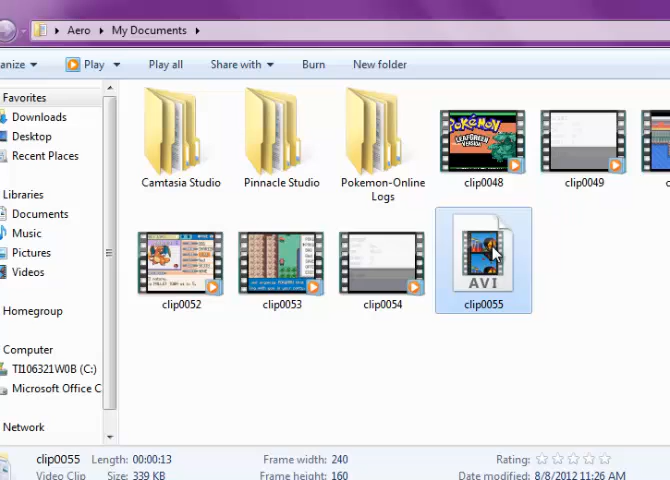 Aero My Documents
anize Play Play all Share with Burn New folder
Favorites
Downloads
Desktop
Recent Places
Libraries
Documents
Music
Pictures
Videos
Homegroup
Computer
TI106321W0B (C:)
Microsoft Office C
Network
Camtasia Studio
Pinnacle Studio
Pokemon-Online
Logs
POKéMON
LEAFGREEN
VERSION
clip0048
clip0049
clip0052
clip0053
clip0054
AVI
clip0055
clip0055 Length: 00:00:13 Frame width: 240 Rating:
Video Clip Size: 339 KB Frame height: 160 Date modified: 8/8/2012 11:26 AM